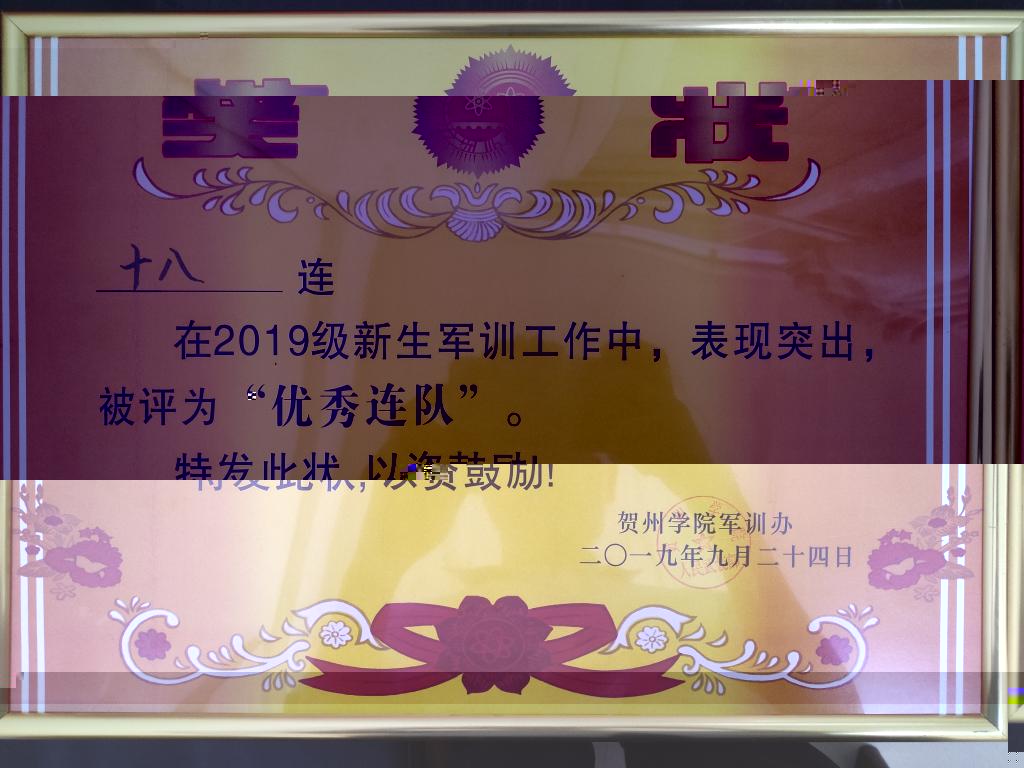 奖状
十八 连
在2019级新生军训工作中，表现突出，
被评为“优秀连队”。
特发此状,以资鼓励!
贺州学院军训办
二〇一九年九月二十四日